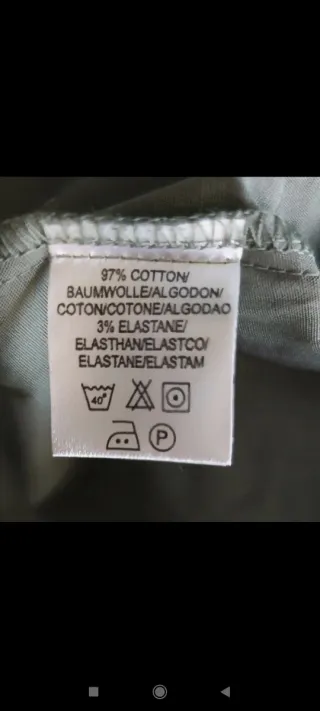 97% COTTON/
BAUMWOLLE/ALGODON/
COTON/COTONE/ALGODAO
3% ELASTANE/
ELASTHAN/ELASTCO/
ELASTANE/ELASTAM
40°
P